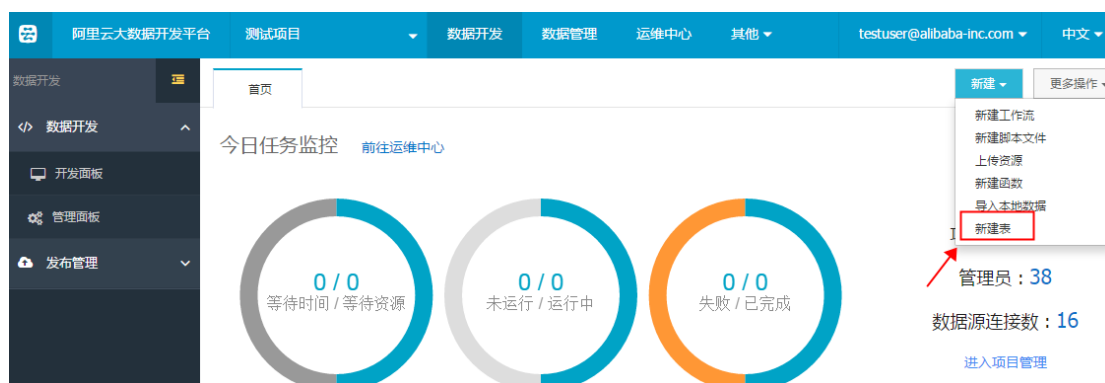 阿里云大数据开发平台 测试项目 数据开发 数据管理 运维中心 其他 testuser@alibaba-inc.com 中文
数据开发 首页 新建 更多操作
数据开发
开发面板
管理面板
发布管理
今日任务监控 前往运维中心
新建工作流
新建脚本文件
上传资源
新建函数
导入本地数据
新建表
0 / 0
等待时间 / 等待资源
0 / 0
未运行 / 运行中
0 / 0
失败 / 已完成
管理员：38
数据源连接数：16
进入项目管理